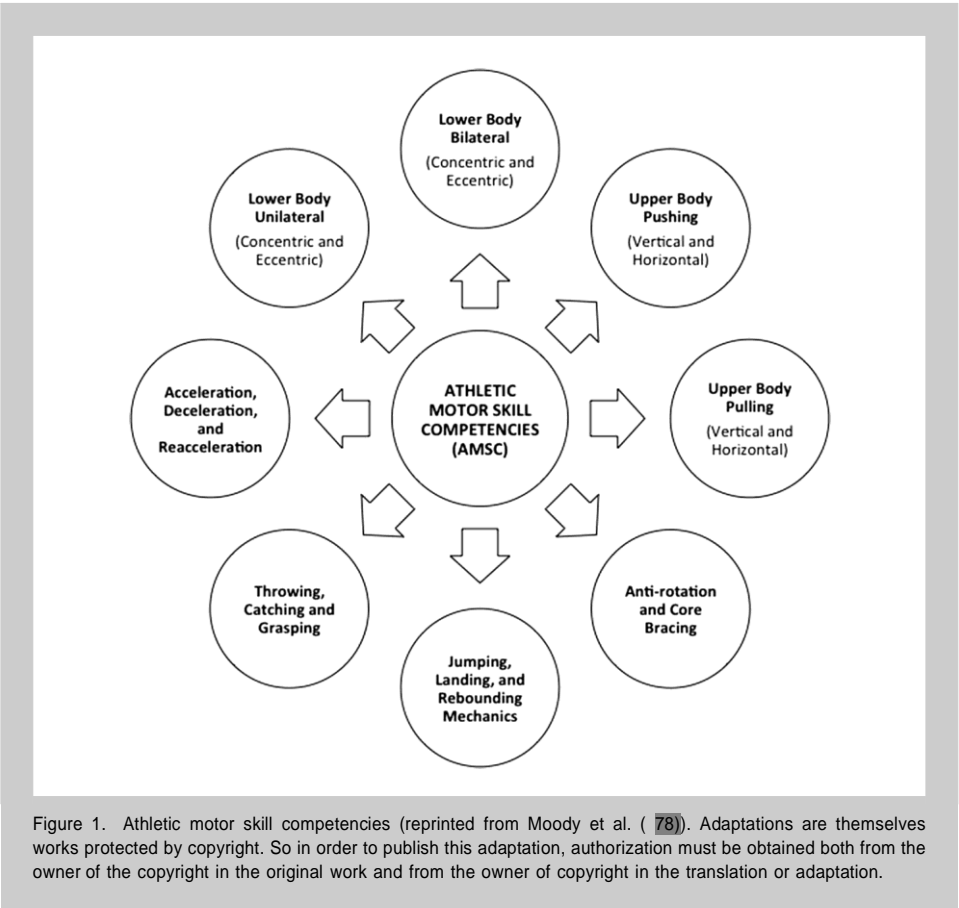 Lower Body
Bilateral
(Concentric and
Eccentric)
Upper Body
Pushing
(Vertical and
Horizontal)
Upper Body
Pulling
(Vertical and
Horizontal)
Anti-rotation
and Core
Bracing
Jumping,
Landing, and
Rebounding
Mechanics
Throwing,
Catching and
Grasping
Acceleration,
Deceleration,
and
Reacceleration
Lower Body
Unilateral
(Concentric and
Eccentric)
ATHLETIC
MOTOR SKILL
COMPETENCIES
(AMSC)
Figure 1. Athletic motor skill competencies (reprinted from Moody et al. ( 78)). Adaptations are themselves
works protected by copyright. So in order to publish this adaptation, authorization must be obtained both from the
owner of the copyright in the original work and from the owner of copyright in the translation or adaptation.